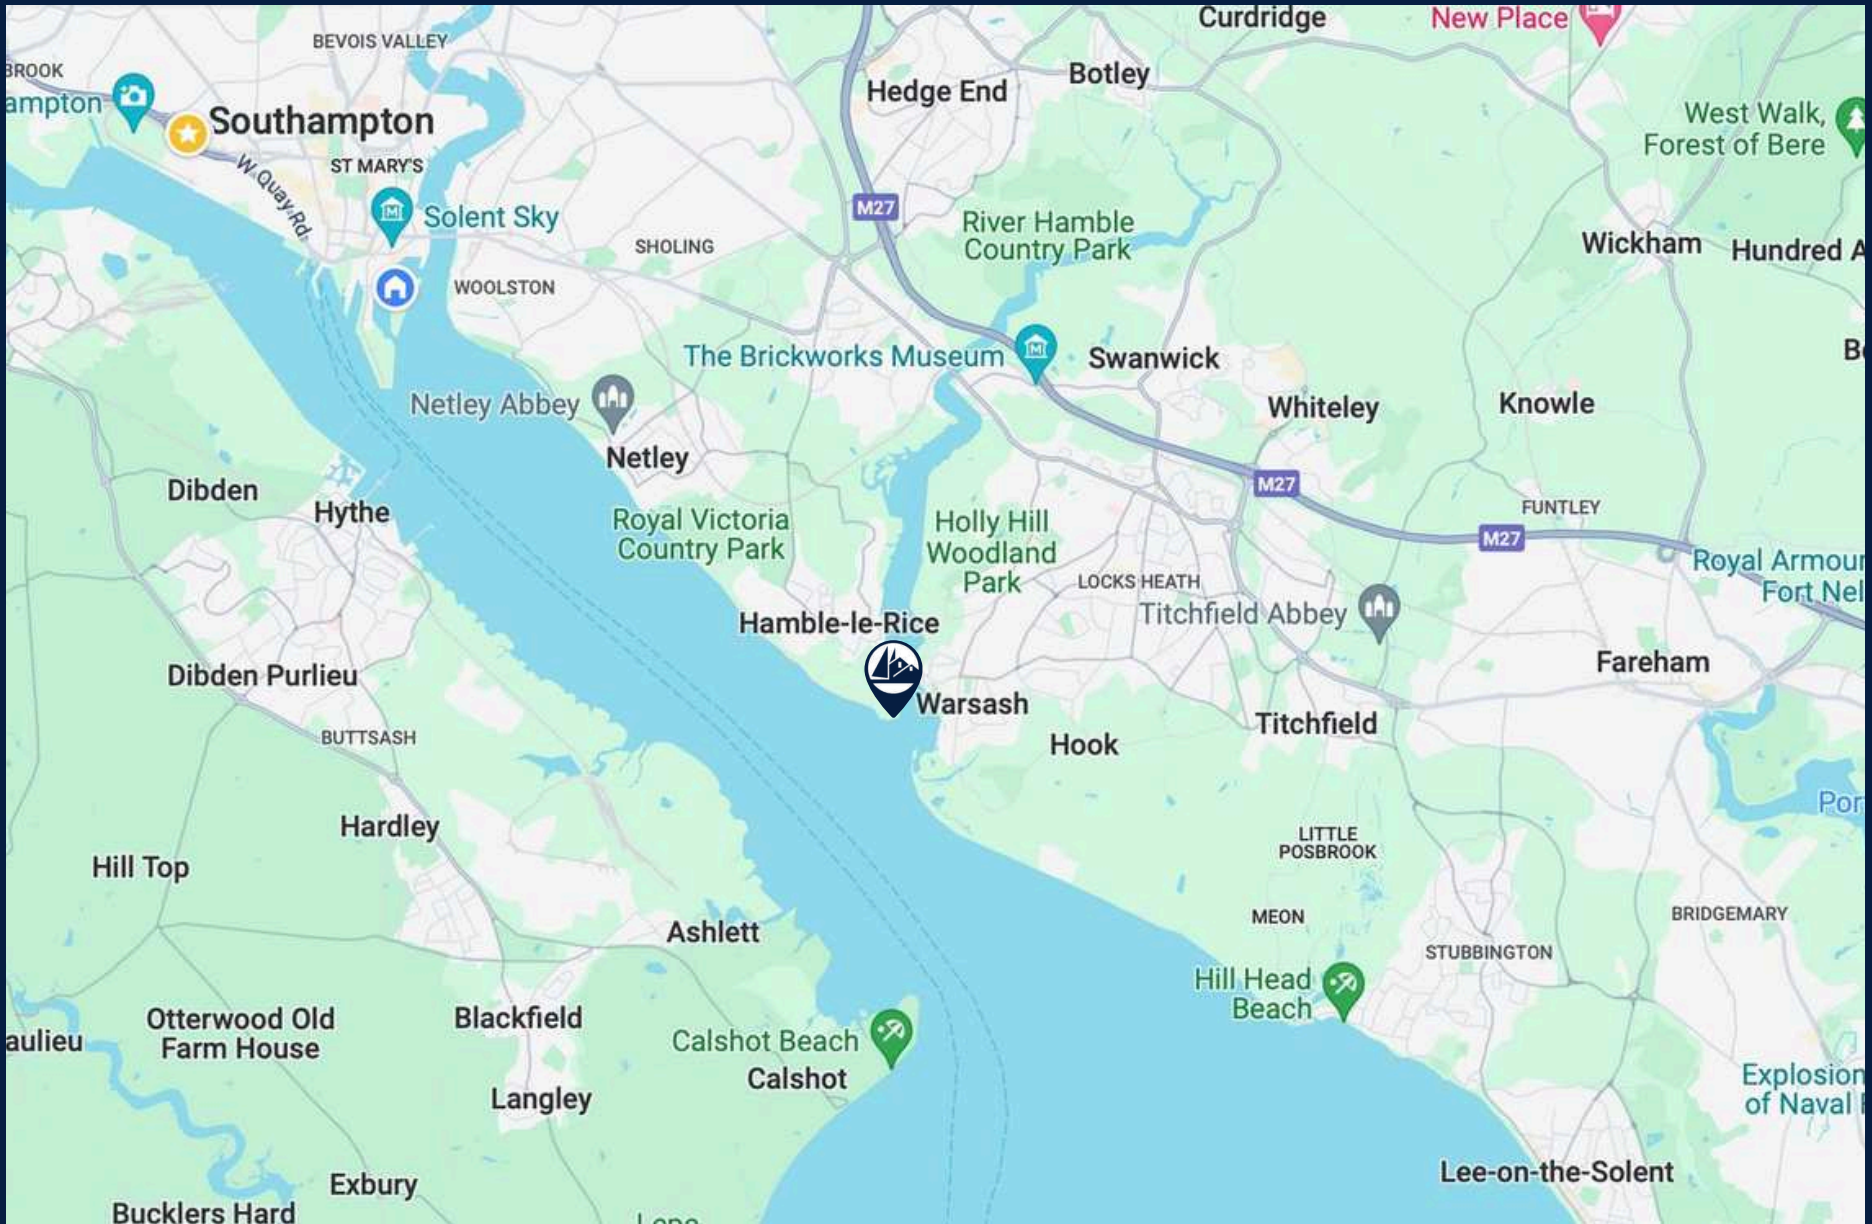 Curdridge
New Place
BEVOIS VALLEY
BROOK
Hedge End
Botley
ampton
Southampton
West Walk,
Forest of Bere
W. Quay Rd.
ST MARY'S
M27
Solent Sky
River Hamble
Country Park
SHOLING
Wickham
Hundred A
WOOLSTON
The Brickworks Museum
Swanwick
Netley Abbey
Whiteley
Knowle
Netley
M27
Dibden
Hythe
FUNTLEY
M27
Royal Victoria
Country Park
Holly Hill
Woodland
Park
Royal Armour
Fort Nel
LOCKS HEATH
Titchfield Abbey
Hamble-le-Rice
Fareham
Dibden Purlieu
Warsash
Titchfield
BUTTSASH
Hook
Por
Hardley
LITTLE
POSBROOK
Hill Top
MEON
BRIDGEMARY
Ashlett
STUBBINGTON
Hill Head
Beach
Otterwood Old
Farm House
Blackfield
aulieu
Calshot Beach
Calshot
Explosion
of Naval
Langley
Lee-on-the-Solent
Exbury
Bucklers Hard